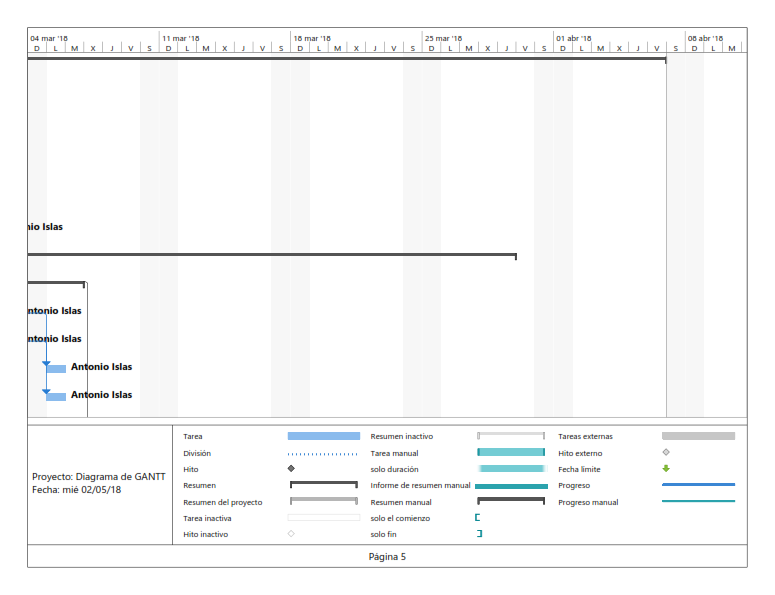 04 mar '18 11 mar '18 18 mar '18 25 mar '18 01 abr '18 08 abr '18
D L M X J V S D L M X J V S D L M X J V S D L M X J V S D L M X J V S D L M
nio Islas
ntonio Islas
ntonio Islas
Antonio Islas
Antonio Islas
Proyecto: Diagrama de GANTT
Fecha: mié 02/05/18
Tarea
División
Hito
Resumen
Resumen del proyecto
Tarea inactiva
Hito inactivo
Resumen inactivo
Tarea manual
solo duración
Informe de resumen manual
Resumen manual
solo el comienzo
solo fin
Tareas externas
Hito externo
Fecha límite
Progreso
Progreso manual
Página 5